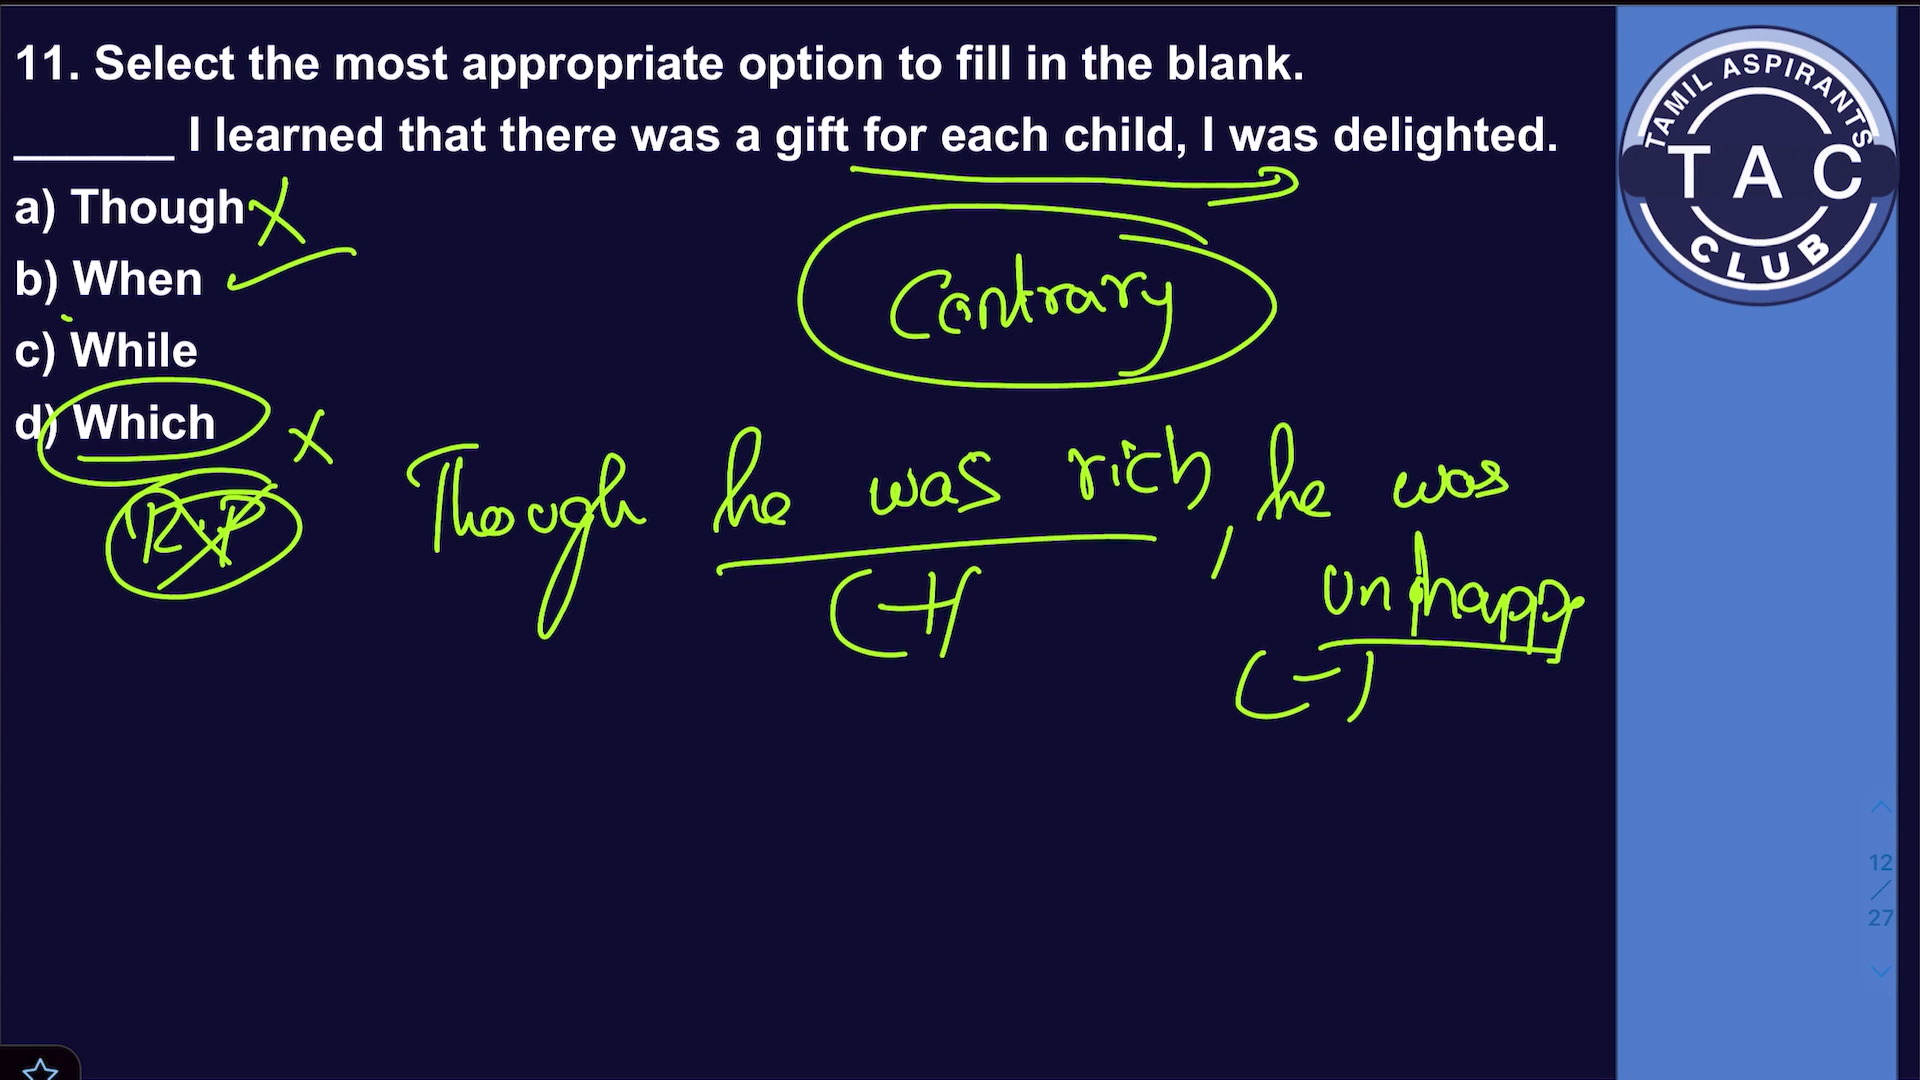 11. Select the most appropriate option to fill in the blank.
______ I learned that there was a gift for each child, I was delighted.
a) Though
b) When
c) While
d) Which
Contrary
Though he was rich, he was
unhappy
(+)
(-)
RP
TAMIL ASPIRANTS
TAC
CLUB
12
/
27